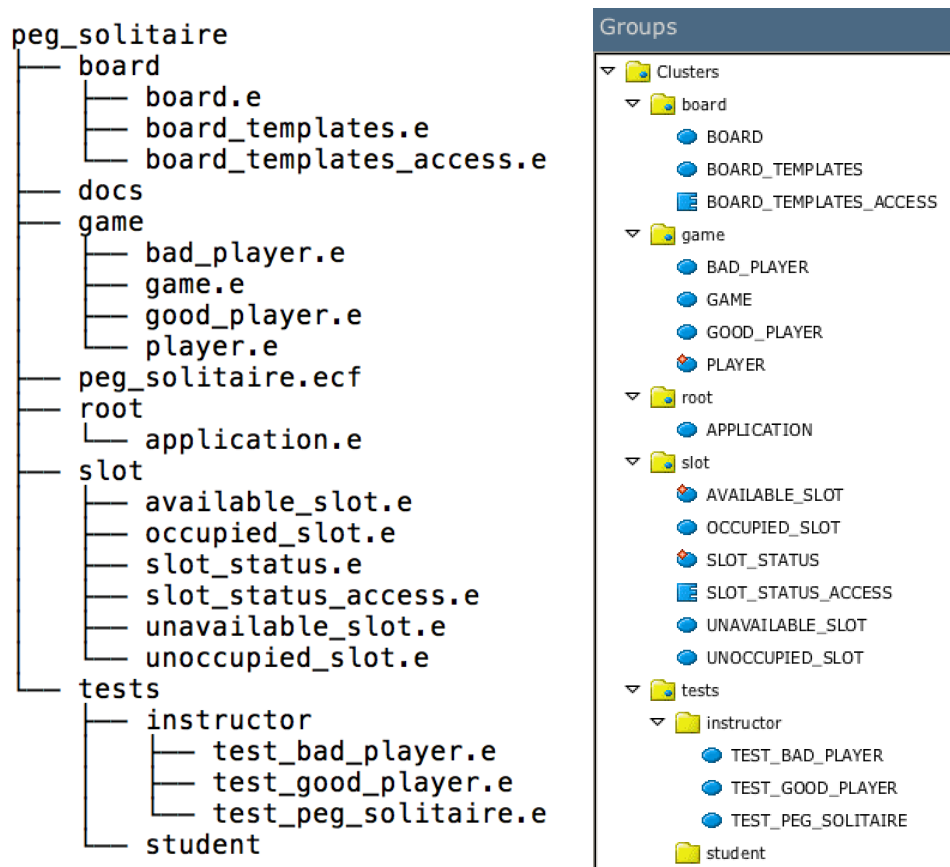 peg_solitaire
├── board
│   ├── board.e
│   ├── board_templates.e
│   └── board_templates_access.e
├── docs
├── game
│   ├── bad_player.e
│   ├── game.e
│   ├── good_player.e
│   └── player.e
├── peg_solitaire.ecf
├── root
│   └── application.e
├── slot
│   ├── available_slot.e
│   ├── occupied_slot.e
│   ├── slot_status.e
│   ├── slot_status_access.e
│   ├── unavailable_slot.e
│   └── unoccupied_slot.e
└── tests
    ├── instructor
    │   ├── test_bad_player.e
    │   ├── test_good_player.e
    │   └── test_peg_solitaire.e
    └── student
Groups
Clusters
board
BOARD
BOARD_TEMPLATES
BOARD_TEMPLATES_ACCESS
game
BAD_PLAYER
GAME
GOOD_PLAYER
PLAYER
root
APPLICATION
slot
AVAILABLE_SLOT
OCCUPIED_SLOT
SLOT_STATUS
SLOT_STATUS_ACCESS
UNAVAILABLE_SLOT
UNOCCUPIED_SLOT
tests
instructor
TEST_BAD_PLAYER
TEST_GOOD_PLAYER
TEST_PEG_SOLITAIRE
student